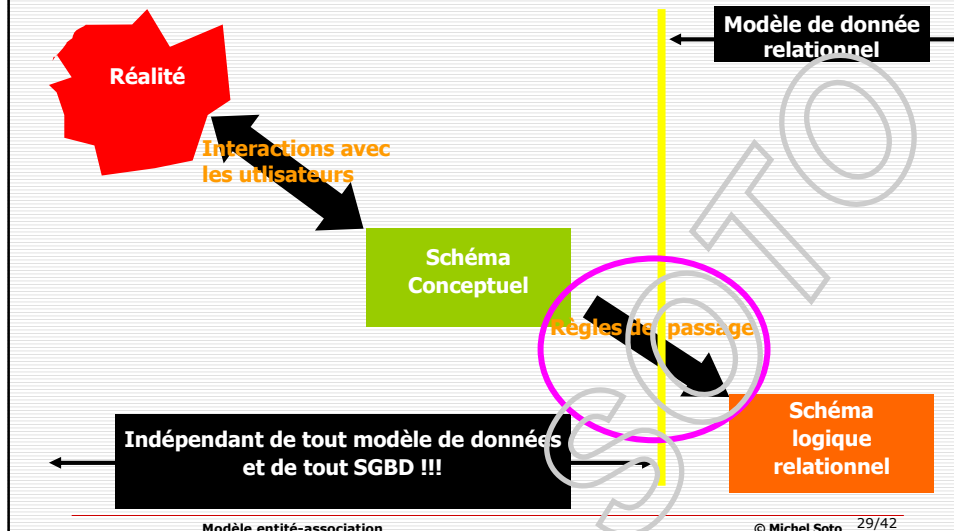 Modèle de donnée
relationnel
Réalité
Interactions avec
les utlisateurs
Schéma
Conceptuel
Règles de passage
Schéma
logique
relationnel
Indépendant de tout modèle de données
et de tout SGBD !!!
Modèle entité-association
© Michel Soto
29/42
SOTO